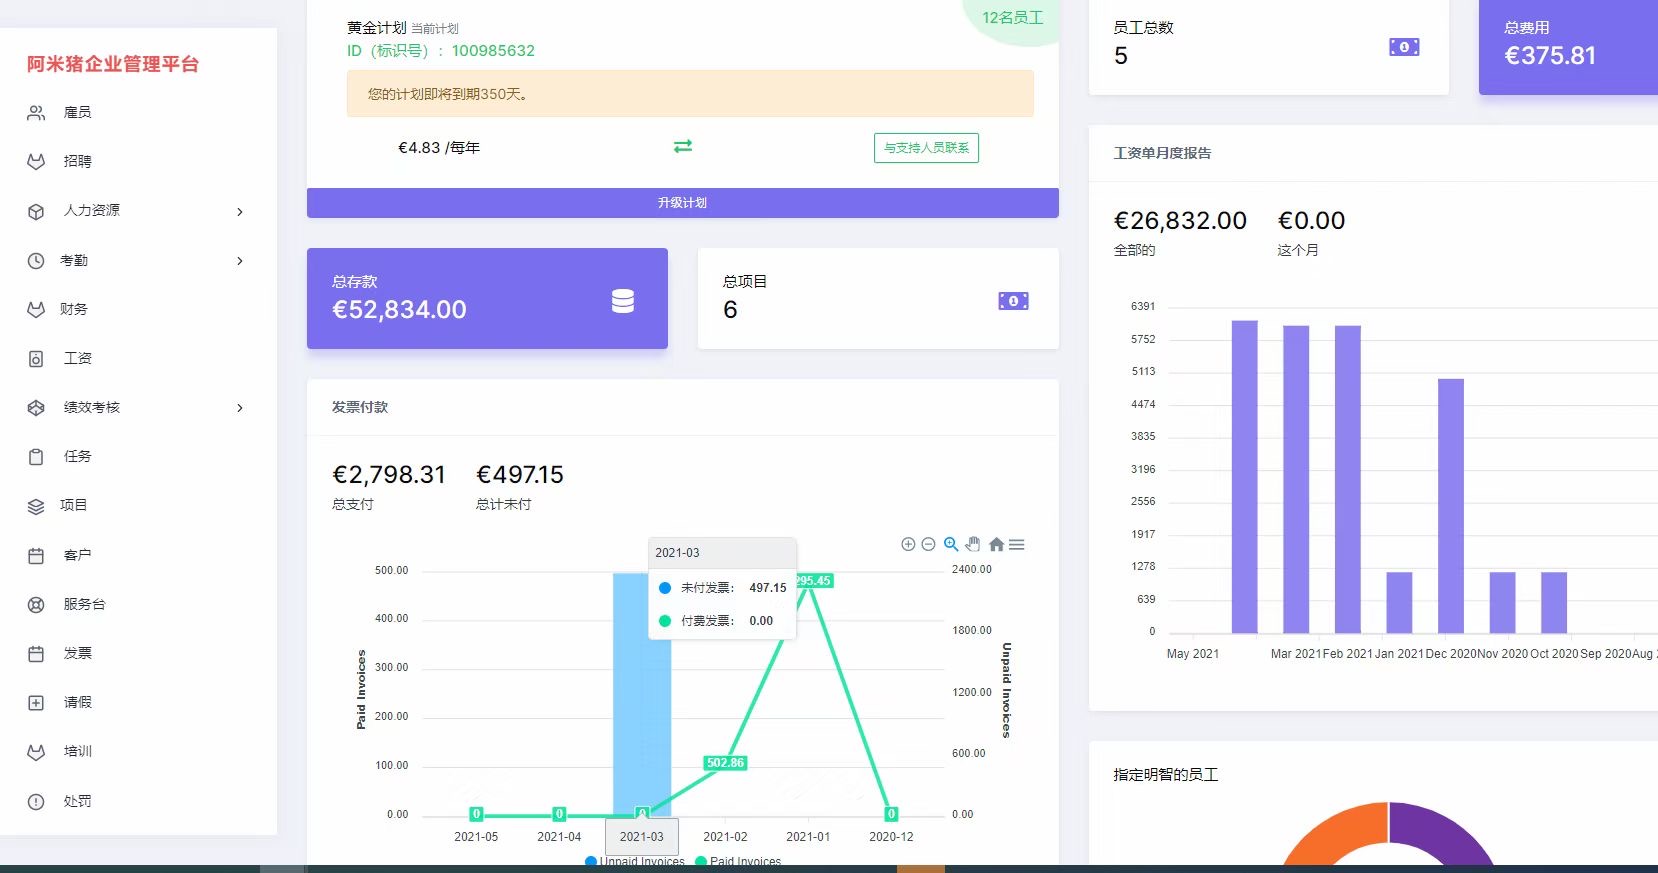 阿米猪企业管理平台
雇员
招聘
人力资源
考勤
财务
工资
绩效考核
任务
项目
客户
服务台
发票
请假
培训
处罚
黄金计划 当前计划
ID（标识号）：100985632
12名员工
您的计划即将到期350天。
€4.83 /每年
与支持人员联系
升级计划
总存款
€52,834.00
总项目
6
发票付款
€2,798.31 €497.15
总支付 总计未付
2021-03
未付发票： 497.15
付费发票： 0.00
500.00
400.00
300.00
200.00
100.00
0.00
Paid Invoices
295.45
502.86
0
0
0
0
2400.00
1800.00
1200.00
600.00
0.00
Unpaid Invoices
2021-05 2021-04 2021-03 2021-02 2021-01 2020-12
Unpaid Invoices Paid Invoices
员工总数
5
总费用
€375.81
工资单月度报告
€26,832.00 €0.00
全部的 这个月
6391
5752
5113
4474
3835
3196
2556
1917
1278
639
0
May 2021 Mar 2021 Feb 2021 Jan 2021 Dec 2020 Nov 2020 Oct 2020 Sep 2020 Aug
指定明智的员工